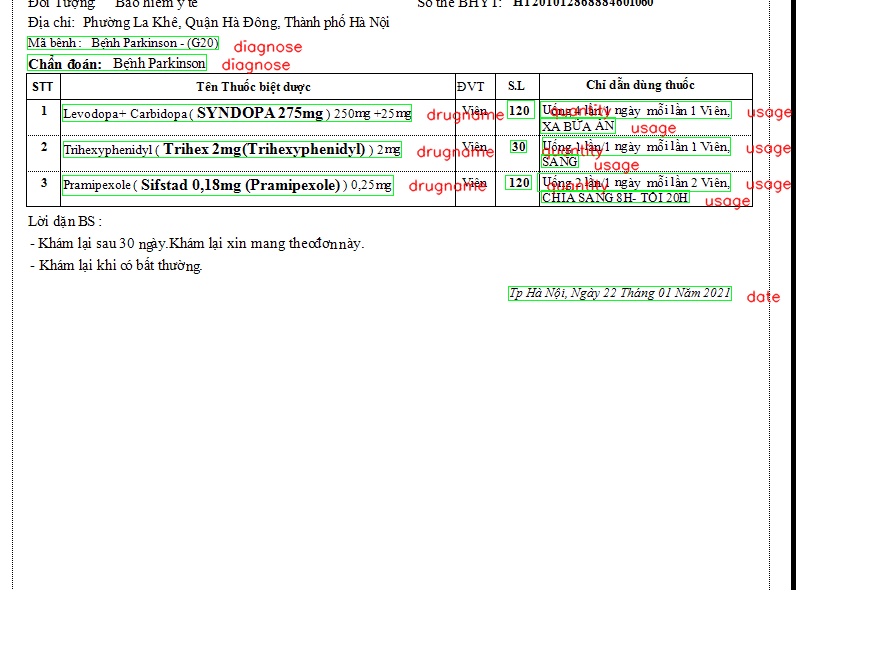 Đối Tượng Bảo hiểm y tế Số thẻ BHYT: HT2010128688846010​60
Địa chỉ: Phường La Khê, Quận Hà Đông, Thành phố Hà Nội
Mã bệnh : Bệnh Parkinson - (G20) diagnose
Chẩn đoán: Bệnh Parkinson diagnose
STT Tên Thuốc biệt dược ĐVT S.L Chỉ dẫn dùng thuốc
1 Levodopa+ Carbidopa ( SYNDOPA 275mg ) 250mg +25mg drugname Viên 120 quantity Uống 4 lần/1 ngày mỗi lần 1 Viên, usage
XA BỮA ĂN usage
2 Trihexyphenidyl ( Trihex 2mg(Trihexyphenidyl) ) 2mg drugname Viên 30 quantity Uống 1 lần/1 ngày mỗi lần 1 Viên, usage
SÁNG usage
3 Pramipexole ( Sifstad 0,18mg (Pramipexole) ) 0,25mg drugname Viên 120 quantity Uống 2 lần/1 ngày mỗi lần 2 Viên, usage
CHIA SÁNG 8H- TỐI 20H usage
Lời dặn BS :
- Khám lại sau 30 ngày.Khám lại xin mang theo đơn này.
- Khám lại khi có bất thường.
Tp Hà Nội, Ngày 22 Tháng 01 Năm 2021 date